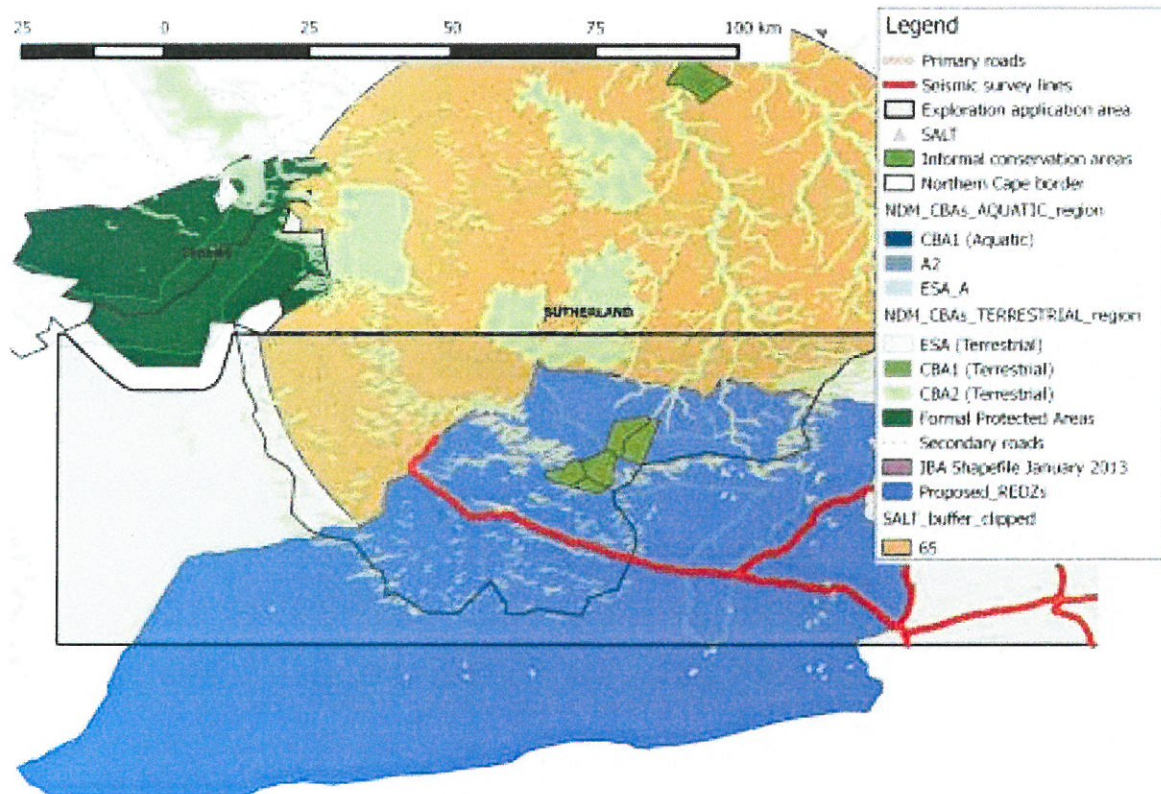 25 0 25 50 75 100 km
Legend
Primary roads
Seismic survey lines
Exploration application area
SALT
Informal conservation areas
Northern Cape border
NDM_CBAs_AQUATIC_region
CBA1 (Aquatic)
A2
ESA_A
NDM_CBAs_TERRESTRIAL_region
ESA (Terrestrial)
CBA1 (Terrestrial)
CBA2 (Terrestrial)
Formal Protected Areas
Secondary roads
IBA Shapefile January 2013
Proposed_REDZs
SALT_buffer_clipped
65
SUTHERLAND